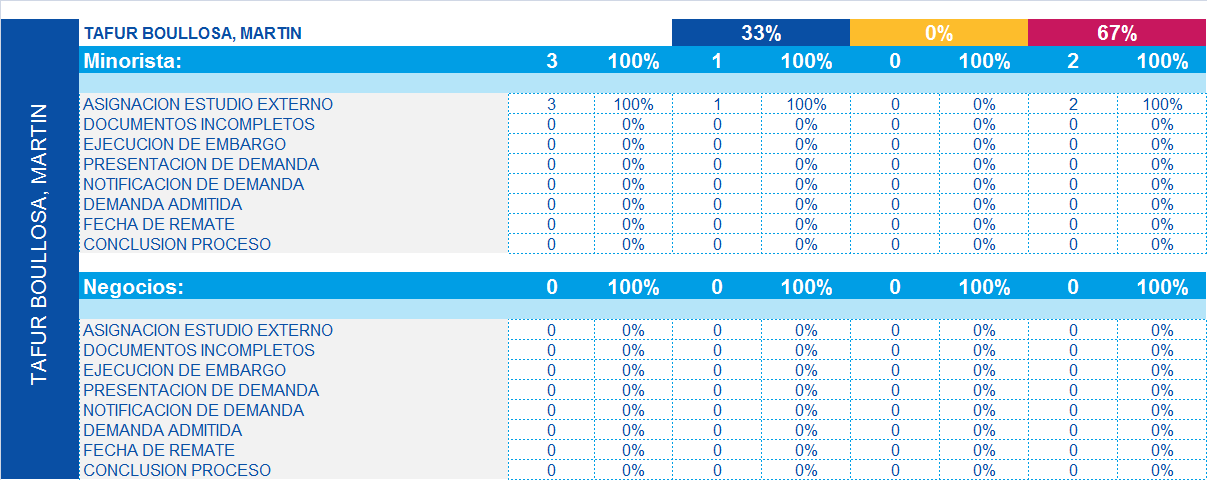 TAFUR BOULLOSA, MARTIN
TAFUR BOULLOSA, MARTIN 33% 0% 67%
Minorista: 3 100% 1 100% 0 100% 2 100%
ASIGNACION ESTUDIO EXTERNO 3 100% 1 100% 0 0% 2 100%
DOCUMENTOS INCOMPLETOS 0 0% 0 0% 0 0% 0 0%
EJECUCION DE EMBARGO 0 0% 0 0% 0 0% 0 0%
PRESENTACION DE DEMANDA 0 0% 0 0% 0 0% 0 0%
NOTIFICACION DE DEMANDA 0 0% 0 0% 0 0% 0 0%
DEMANDA ADMITIDA 0 0% 0 0% 0 0% 0 0%
FECHA DE REMATE 0 0% 0 0% 0 0% 0 0%
CONCLUSION PROCESO 0 0% 0 0% 0 0% 0 0%
Negocios: 0 100% 0 100% 0 100% 0 100%
ASIGNACION ESTUDIO EXTERNO 0 0% 0 0% 0 0% 0 0%
DOCUMENTOS INCOMPLETOS 0 0% 0 0% 0 0% 0 0%
EJECUCION DE EMBARGO 0 0% 0 0% 0 0% 0 0%
PRESENTACION DE DEMANDA 0 0% 0 0% 0 0% 0 0%
NOTIFICACION DE DEMANDA 0 0% 0 0% 0 0% 0 0%
DEMANDA ADMITIDA 0 0% 0 0% 0 0% 0 0%
FECHA DE REMATE 0 0% 0 0% 0 0% 0 0%
CONCLUSION PROCESO 0 0% 0 0% 0 0% 0 0%